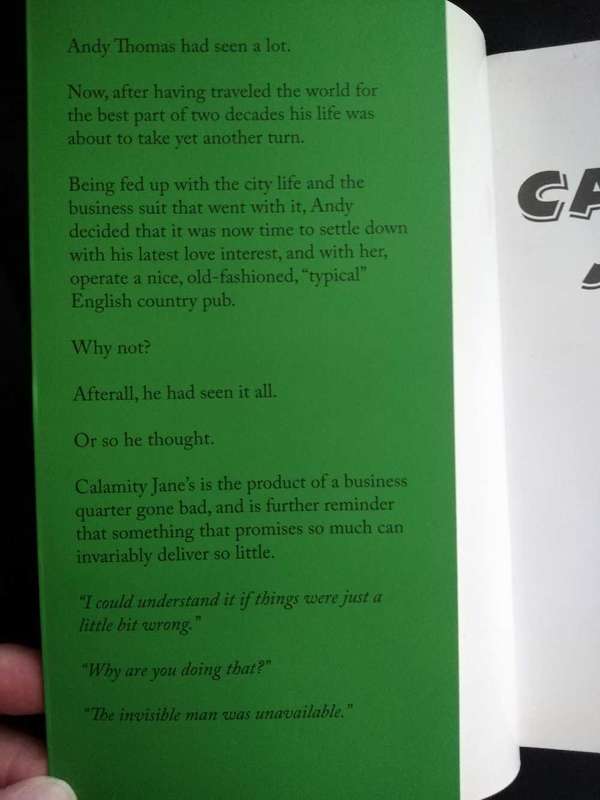 Andy Thomas had seen a lot.
Now, after having traveled the world for
the best part of two decades his life was
about to take yet another turn.
Being fed up with the city life and the
business suit that went with it, Andy
decided that it was now time to settle down
with his latest love interest, and with her,
operate a nice, old-fashioned, “typical”
English country pub.
Why not?
Afterall, he had seen it all.
Or so he thought.
Calamity Jane’s is the product of a business
quarter gone bad, and is further reminder
that something that promises so much can
invariably deliver so little.
“I could understand it if things were just a
little bit wrong.”
“Why are you doing that?”
“The invisible man was unavailable.”
CA